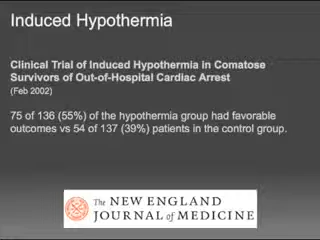 Induced Hypothermia
Clinical Trial of Induced Hypothermia in Comatose
Survivors of Out-of-Hospital Cardiac Arrest
(Feb 2002)
75 of 136 (55%) of the hypothermia group had favorable
outcomes vs 54 of 137 (39%) patients in the control group.
The NEW ENGLAND
JOURNAL of MEDICINE